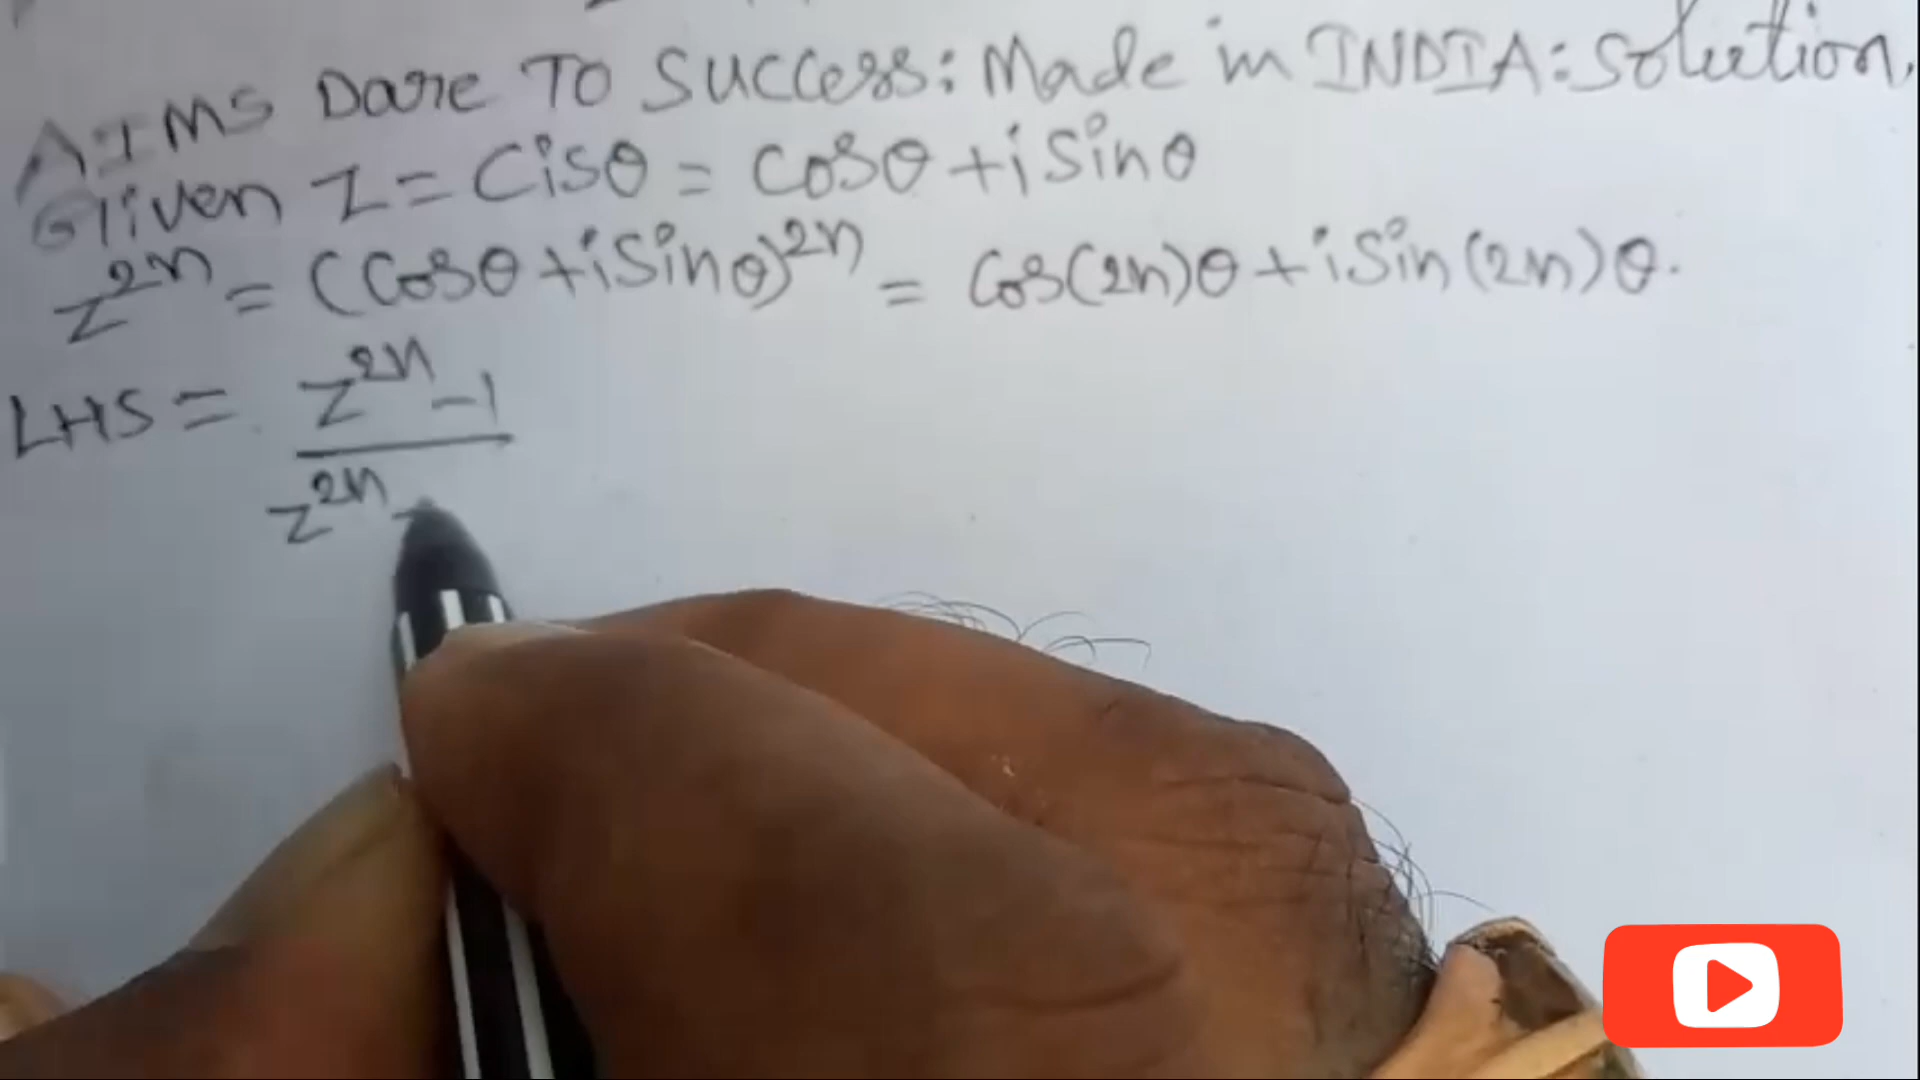 AIMS Dare To Success: Made in INDIA: Solution,
Given Z = Cisθ = Cosθ + i Sinθ
Z^2n = (Cosθ + i Sinθ)^2n = Cos(2n)θ + i Sin(2n)θ.
LHS = Z^2n - 1
Z^2n